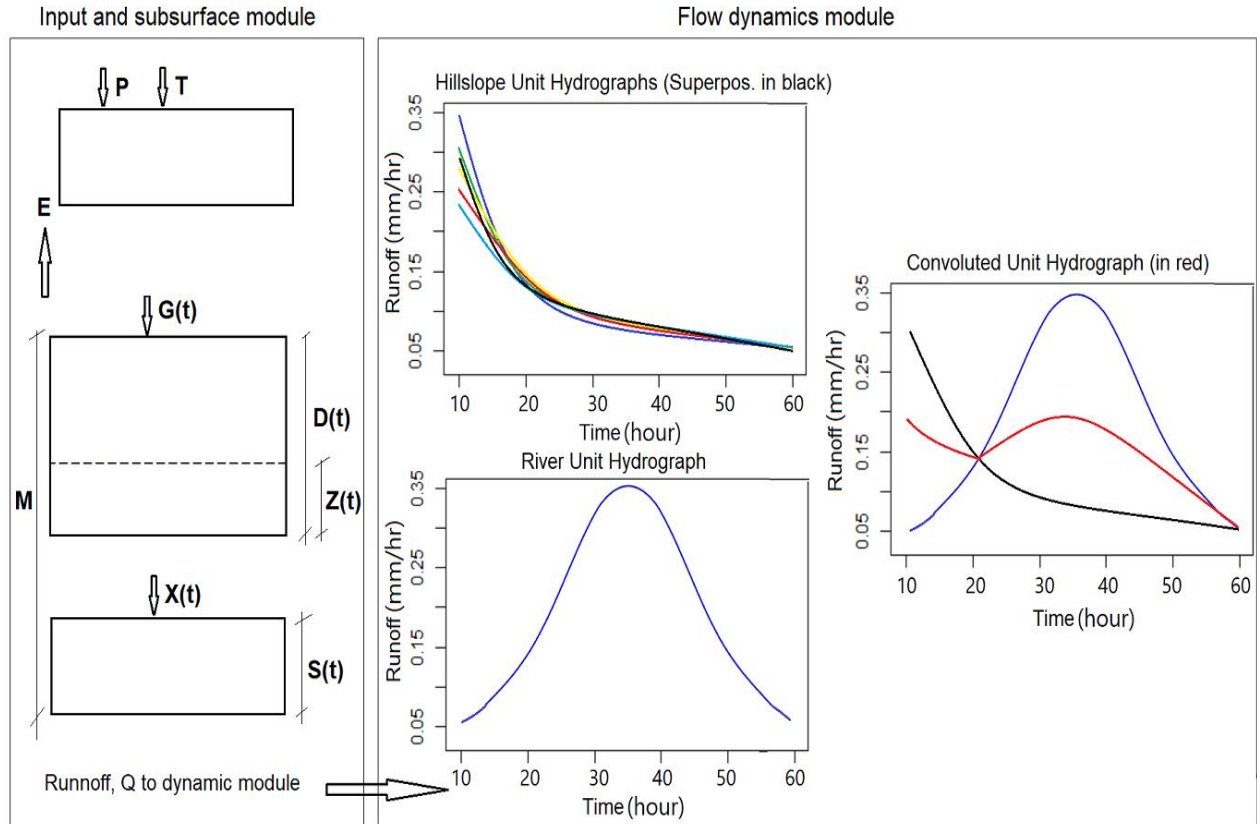 Input and subsurface module
Flow dynamics module
P
T
E
G(t)
D(t)
M
Z(t)
X(t)
S(t)
Runnoff, Q to dynamic module
Hillslope Unit Hydrographs (Superpos. in black)
Runoff (mm/hr)
0.35
0.25
0.15
0.05
10 20 30 40 50 60
Time (hour)
River Unit Hydrograph
Runoff (mm/hr)
0.35
0.25
0.15
0.05
10 20 30 40 50 60
Time (hour)
Convoluted Unit Hydrograph (in red)
Runoff (mm/hr)
0.35
0.25
0.15
0.05
10 20 30 40 50 60
Time (hour)